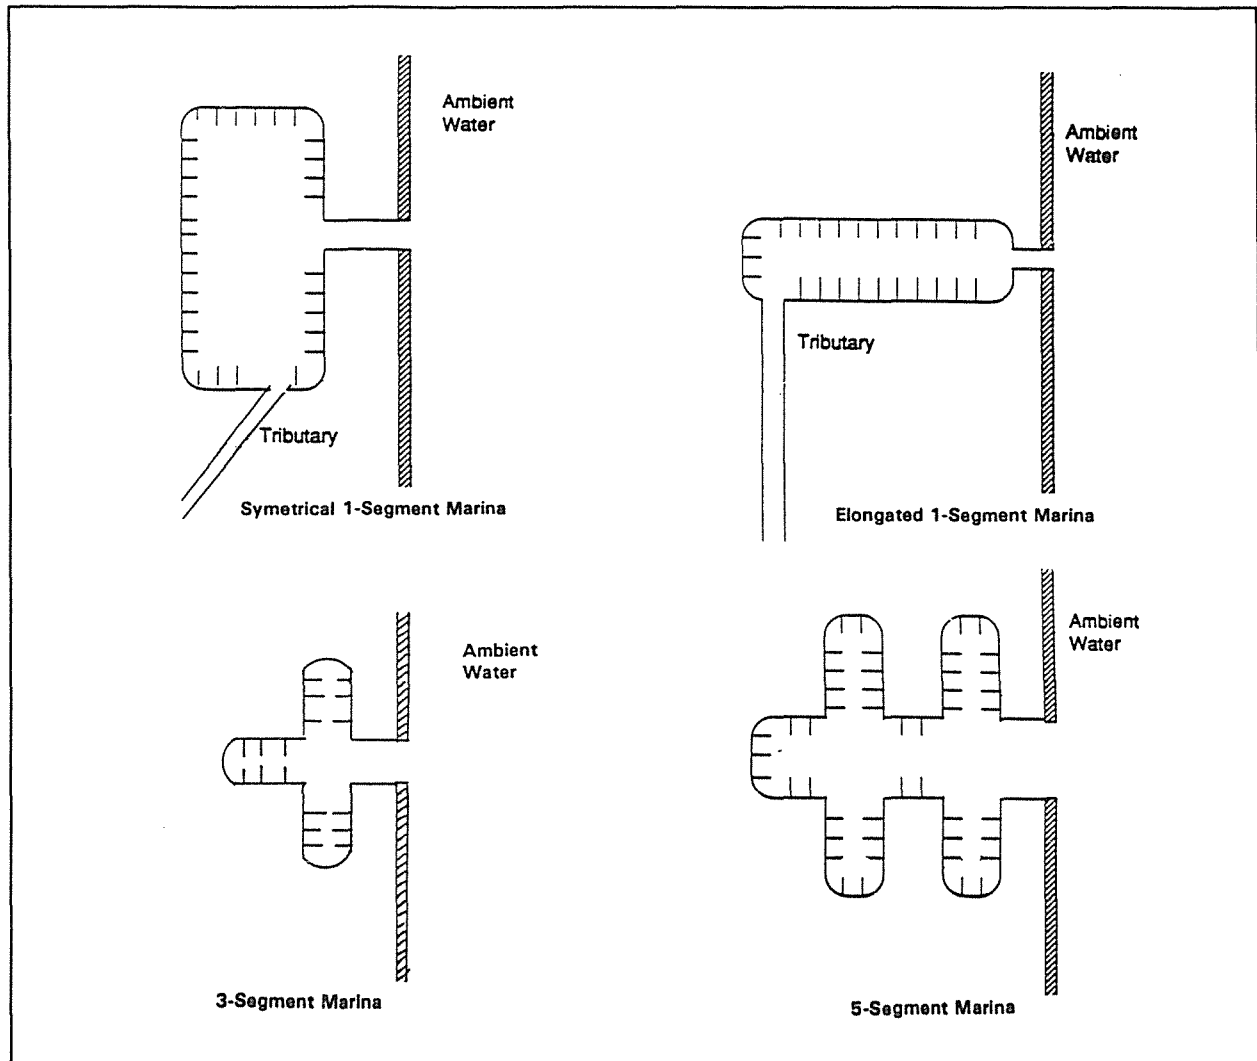 Ambient
Water
Tributary
Symetrical 1-Segment Marina
Ambient
Water
Tributary
Elongated 1-Segment Marina
Ambient
Water
3-Segment Marina
Ambient
Water
5-Segment Marina